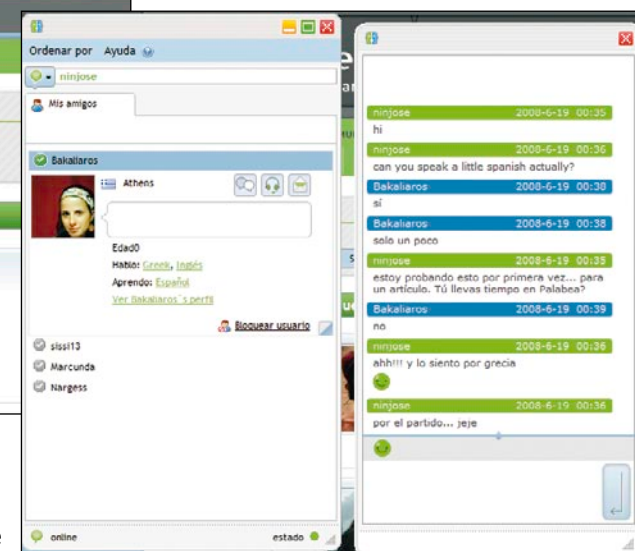 Ordenar por Ayuda
ninjose
Mis amigos
Bakaliaros
Athens
Edad0
Hablo: Greek, Inglés
Aprendo: Español
Ver Bakaliaros´s perfil
Bloquear usuario
sissi13
Marcunda
Nargess
online estado
ninjose 2008-6-19 00:35
hi
ninjose 2008-6-19 00:36
can you speak a little spanish actually?
Bakaliaros 2008-6-19 00:38
sí
Bakaliaros 2008-6-19 00:38
solo un poco
ninjose 2008-6-19 00:35
estoy probando esto por primera vez... para
un artículo. Tú llevas tiempo en Palabea?
Bakaliaros 2008-6-19 00:39
no
ninjose 2008-6-19 00:36
ahh!!! y lo siento por grecia
ninjose 2008-6-19 00:36
por el partido... jeje